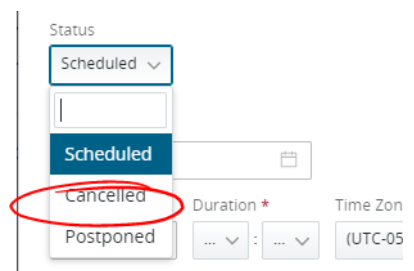 Status
Scheduled
Scheduled
Cancelled
Postponed
Duration *
... : ...
Time Zon
(UTC-05